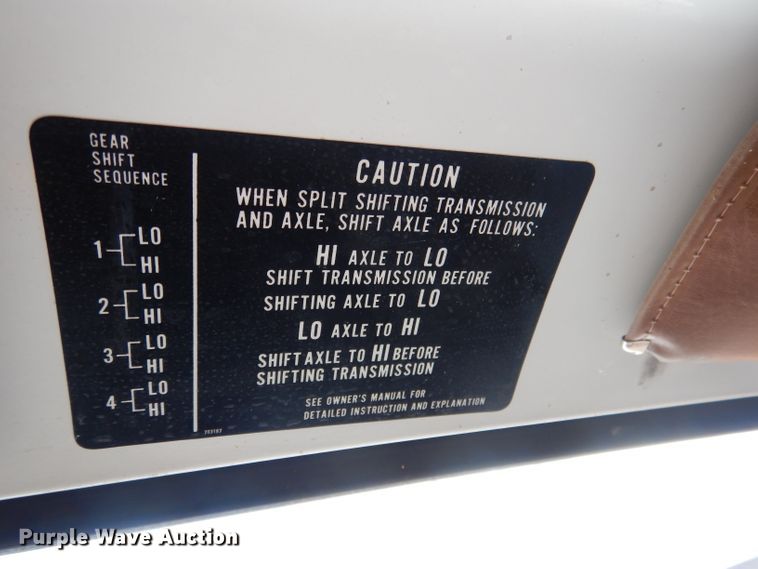 GEAR
SHIFT
SEQUENCE
1 LO
HI
2 LO
HI
3 LO
HI
4 LO
HI
CAUTION
WHEN SPLIT SHIFTING TRANSMISSION
AND AXLE, SHIFT AXLE AS FOLLOWS:
HI AXLE TO LO
SHIFT TRANSMISSION BEFORE
SHIFTING AXLE TO LO
LO AXLE TO HI
SHIFT AXLE TO HI BEFORE
SHIFTING TRANSMISSION
SEE OWNER'S MANUAL FOR
DETAILED INSTRUCTION AND EXPLANATION
Purple Wave Auction